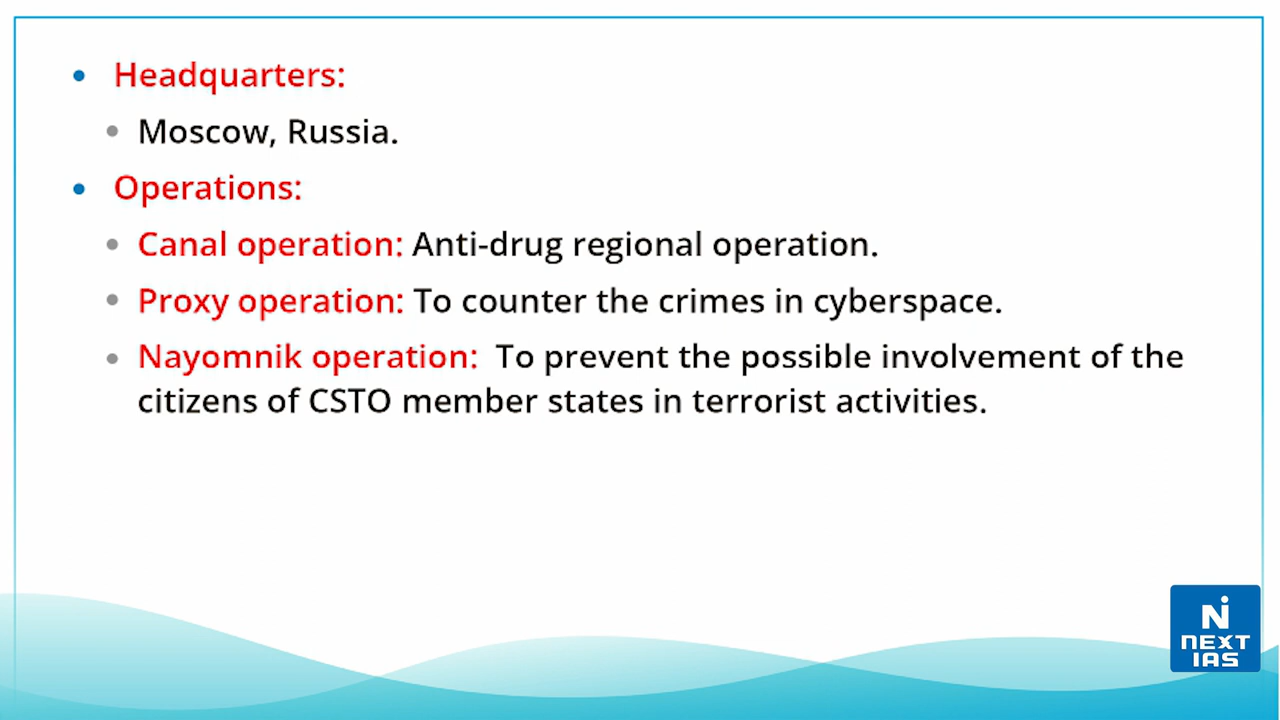 Headquarters:
Moscow, Russia.
Operations:
Canal operation: Anti-drug regional operation.
Proxy operation: To counter the crimes in cyberspace.
Nayomnik operation: To prevent the possible involvement of the
citizens of CSTO member states in terrorist activities.
NEXT
IAS